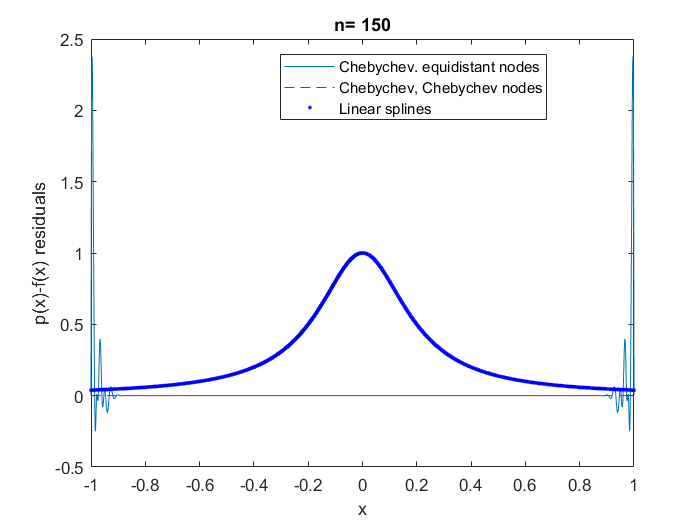 n= 150
2.5
2
1.5
1
0.5
0
-0.5
p(x)-f(x) residuals
Chebychev. equidistant nodes
Chebychev, Chebychev nodes
Linear splines
-1 -0.8 -0.6 -0.4 -0.2 0 0.2 0.4 0.6 0.8 1
x